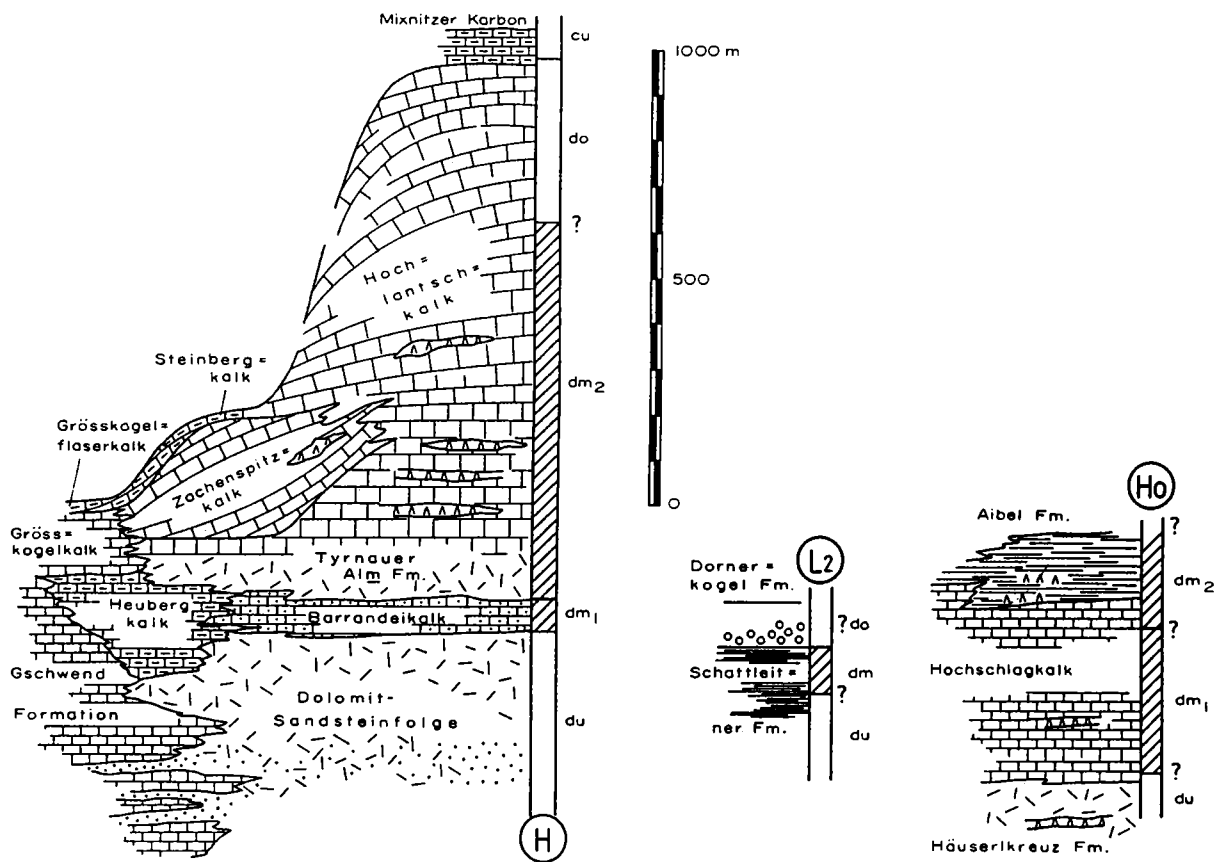 Mixnitzer Karbon
cu
do
?
Hoch=
lantsch=
kalk
dm2
Steinberg=
kalk
Grösskogel=
flaserkalk
Zachenspitz=
kalk
Gröss=
kogelkalk
Tyrnauer
Alm Fm.
Heuberg
kalk
Barrandeikalk
dm1
Gschwend
Formation
Dolomit-
Sandsteinfolge
du
H
1000 m
500
0
L2
Dorner=
kogel Fm.
? do
Schattleit=
dm
?
ner Fm.
du
Ho
Aibel Fm.
?
dm2
?
Hochschlagkalk
dm1
?
du
Häuserlkreuz Fm.